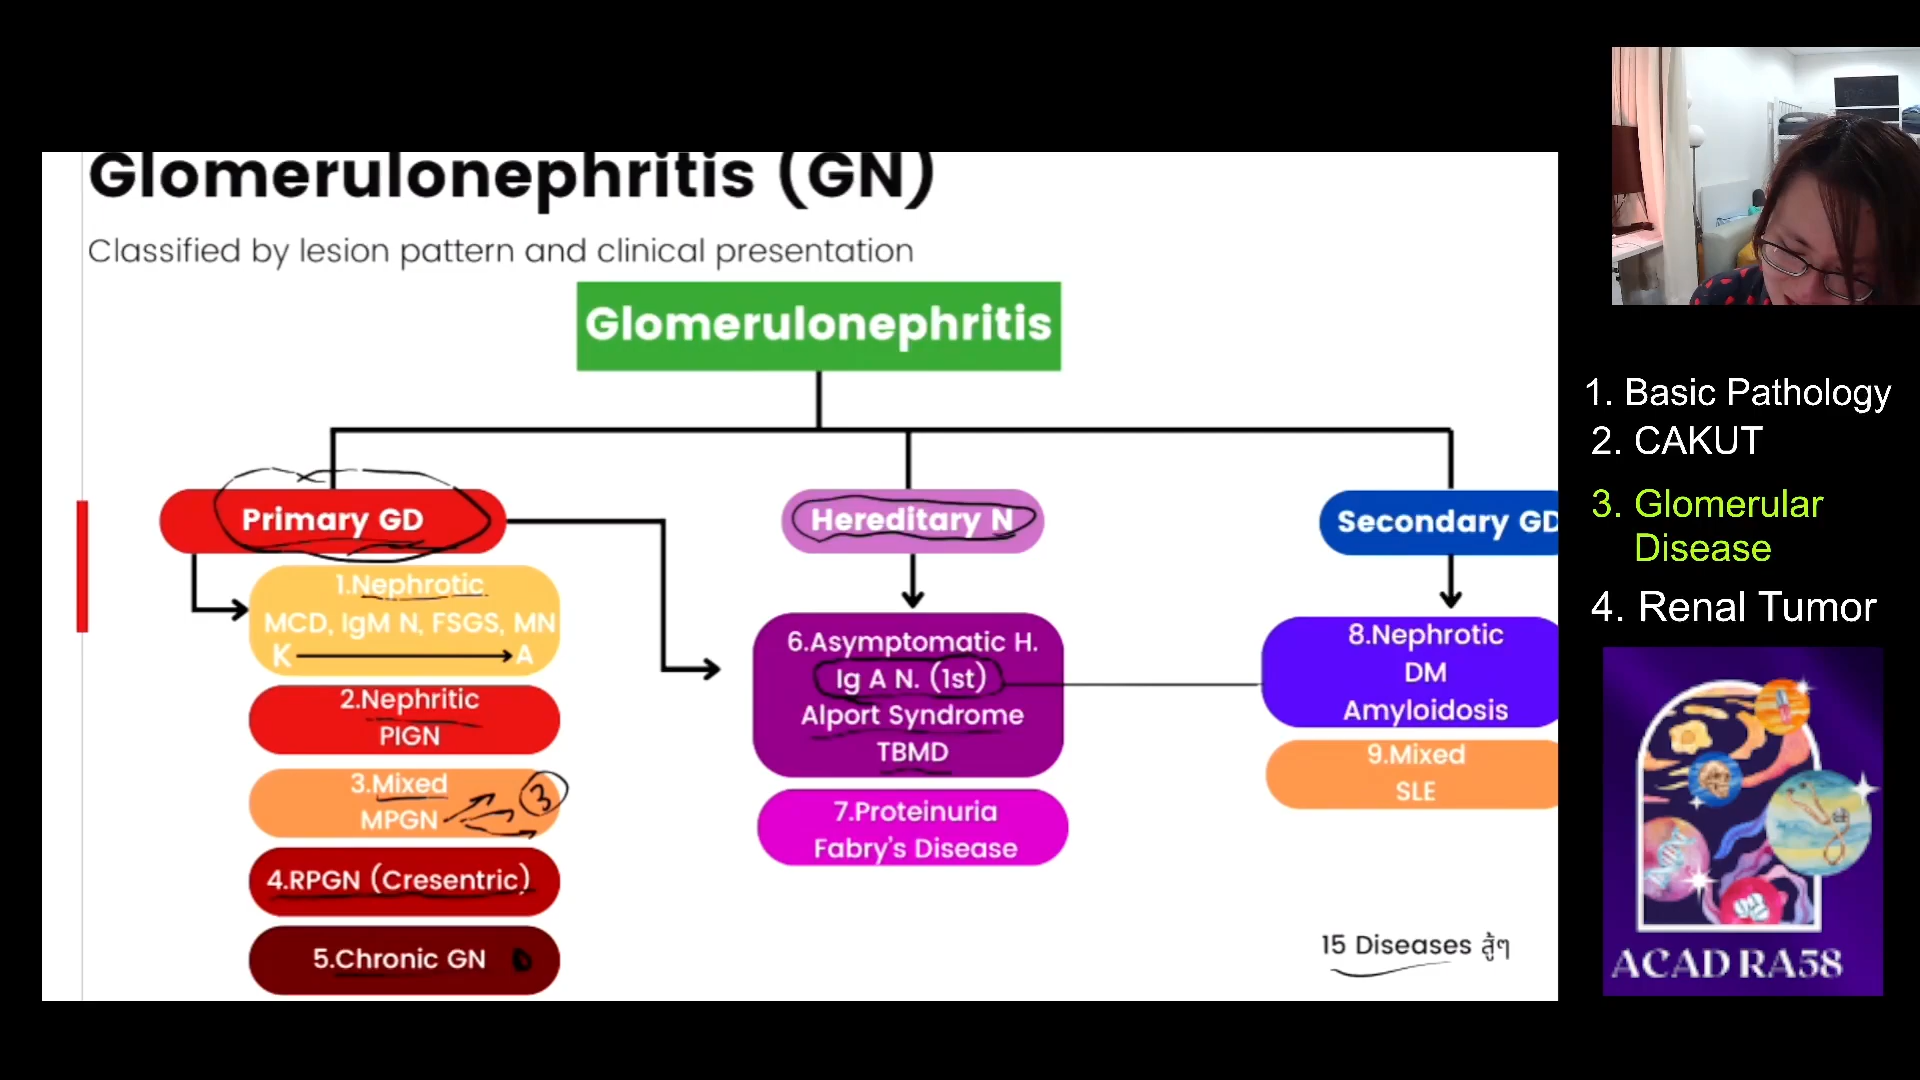 Glomerulonephritis (GN)
Classified by lesion pattern and clinical presentation
Glomerulonephritis
Primary GD
1.Nephrotic
MCD, IgM N, FSGS, MN
K A
2.Nephritic
PIGN
3.Mixed
MPGN
3
4.RPGN (Cresentric)
5.Chronic GN
Hereditary N
6.Asymptomatic H.
Ig A N. (1st)
Alport Syndrome
TBMD
7.Proteinuria
Fabry's Disease
Secondary GD
8.Nephrotic
DM
Amyloidosis
9.Mixed
SLE
15 Diseases สู้ๆ
1. Basic Pathology
2. CAKUT
3. Glomerular
Disease
4. Renal Tumor
ACAD RA58